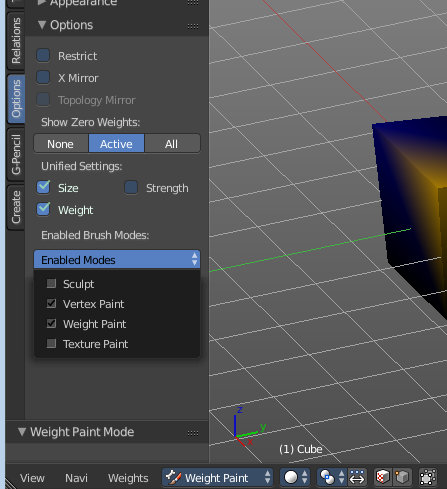 Appearance
Options
Restrict
X Mirror
Topology Mirror
Show Zero Weights:
None Active All
Unified Settings:
Size Strength
Weight
Enabled Brush Modes:
Enabled Modes
Sculpt
Vertex Paint
Weight Paint
Texture Paint
Weight Paint Mode
Relations
Options
G-Pencil
Create
z
y
(1) Cube
View Navi Weights Weight Paint